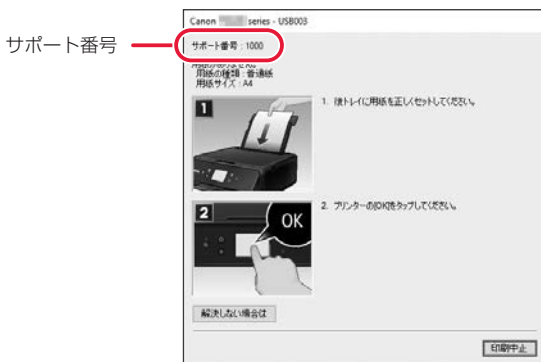 Canon series - USB003
サポート番号
サポート番号 : 1000
用紙の種類 : 普通紙
用紙サイズ : A4
1
1. 後トレイに用紙を正しくセットしてください。
2
OK
2. プリンターの[OK]をタップしてください。
解決しない場合は
印刷中止